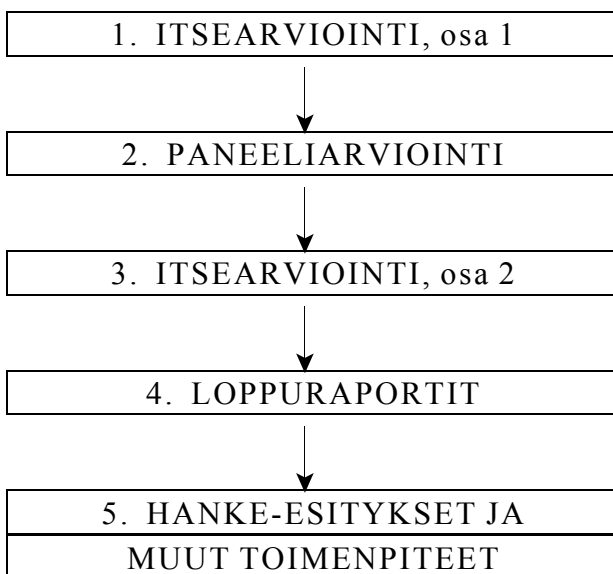 1. ITSEARVIOINTI, osa 1
2. PANEELIARVIOINTI
3. ITSEARVIOINTI, osa 2
4. LOPPURAPORTIT
5. HANKE-ESITYKSET JA
MUUT TOIMENPITEET